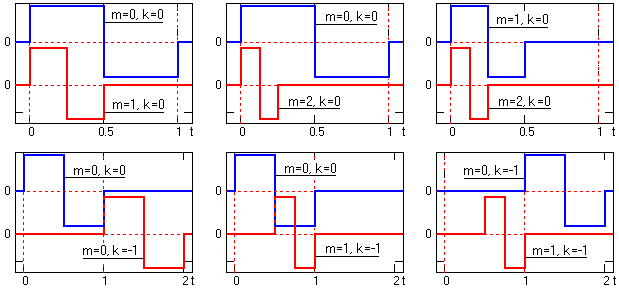 m=0, k=0
0
0
m=1, k=0
0 0.5 1 t
m=0, k=0
0
0
m=2, k=0
0 0.5 1 t
m=1, k=0
0
0
m=2, k=0
0 0.5 1 t
m=0, k=0
0
0
m=0, k=-1
0 1 2 t
m=0, k=0
0
0
m=1, k=-1
0 1 2 t
m=0, k=-1
0
0
m=1, k=-1
0 1 2 t